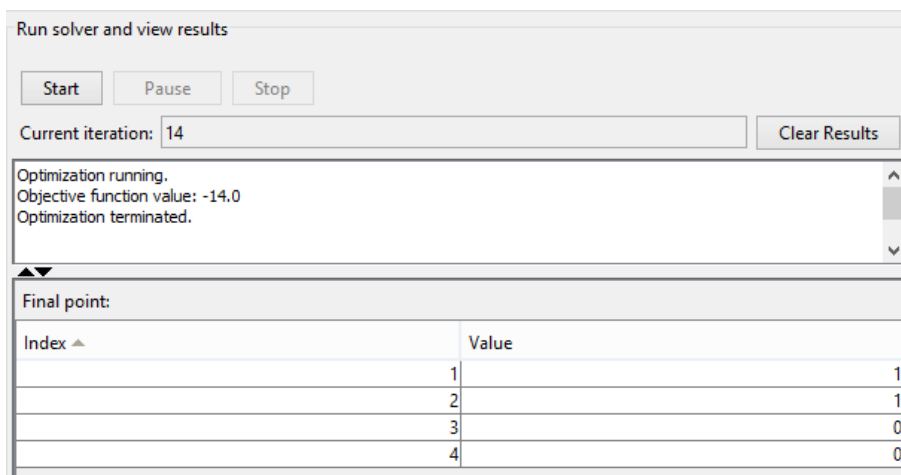 Run solver and view results
Start Pause Stop
Current iteration: 14 Clear Results
Optimization running.
Objective function value: -14.0
Optimization terminated.
Final point:
Index Value
1 1
2 1
3 0
4 0